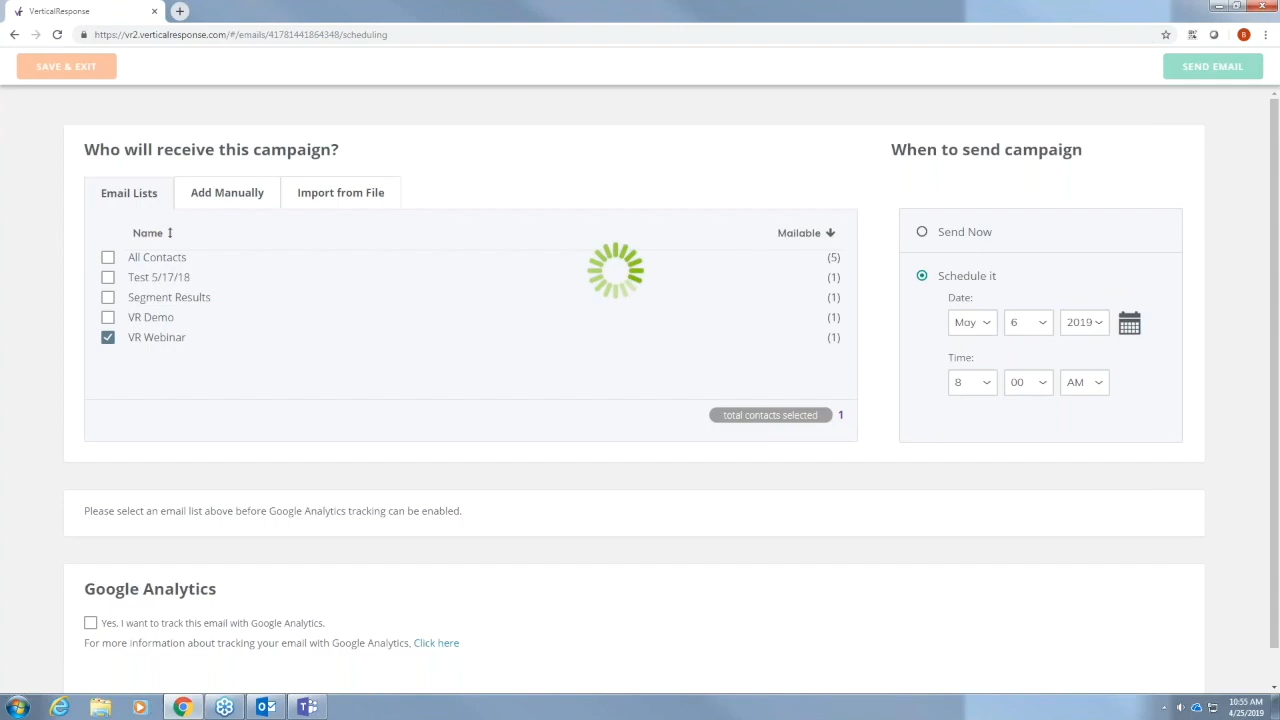 VerticalResponse
https://vr2.verticalresponse.com/#/emails/41781441864348/scheduling
B
SAVE & EXIT
SEND EMAIL
Who will receive this campaign?
When to send campaign
Email Lists
Add Manually
Import from File
Name
Mailable
All Contacts (5)
Test 5/17/18 (1)
Segment Results (1)
VR Demo (1)
VR Webinar (1)
total contacts selected 1
Send Now
Schedule it
Date:
May 6 2019
Time:
8 00 AM
Please select an email list above before Google Analytics tracking can be enabled.
Google Analytics
Yes, I want to track this email with Google Analytics.
For more information about tracking your email with Google Analytics, Click here
10:55 AM
4/25/2019